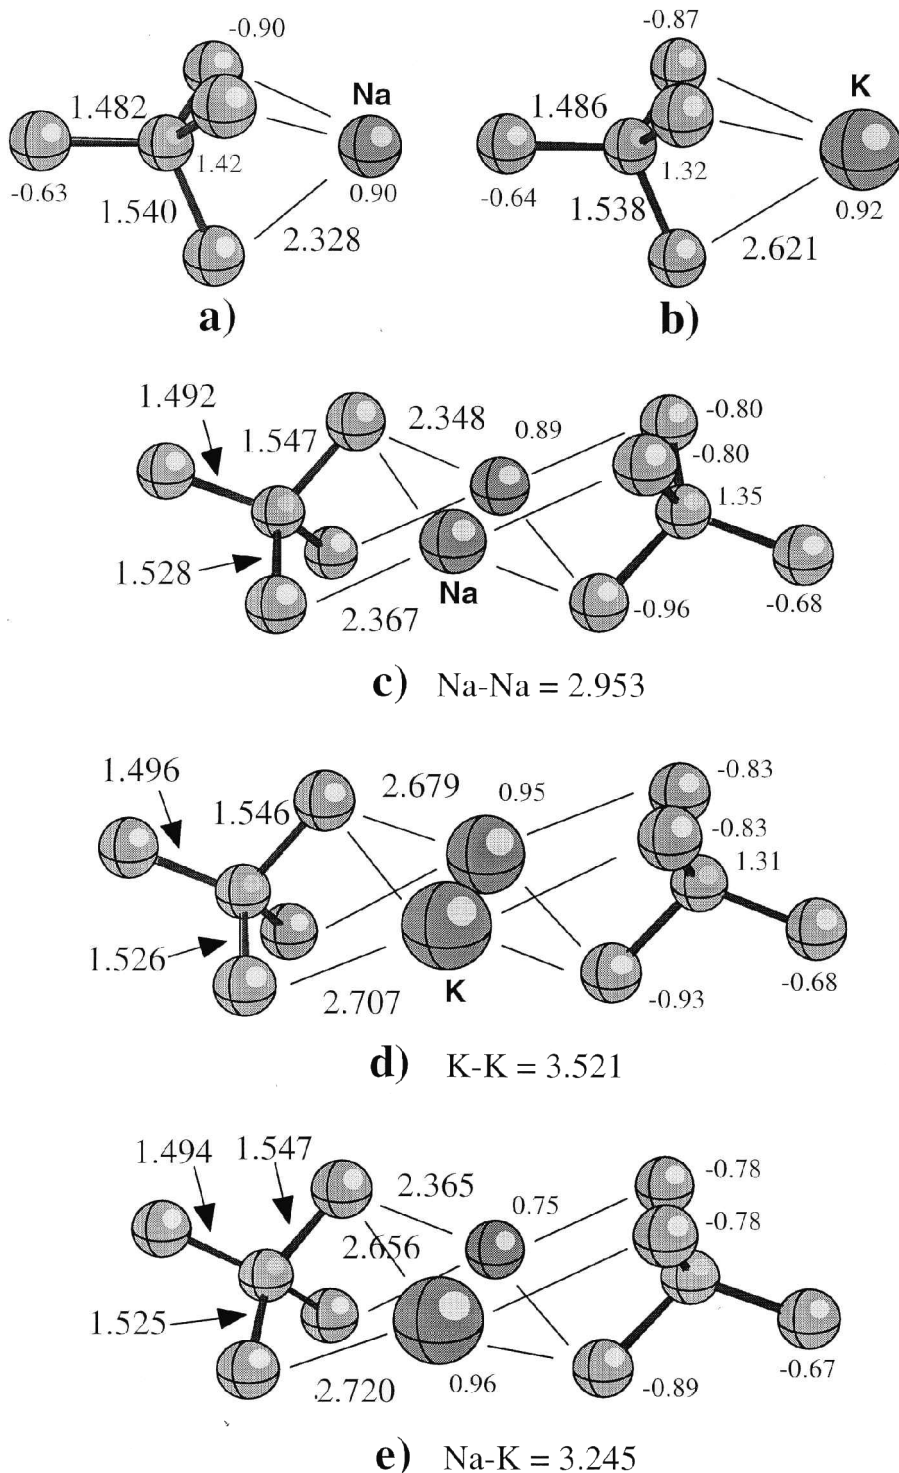 -0.90 -0.87
Na K
1.482 1.486
-0.63 1.42 0.90 -0.64 1.32 0.92
1.540 1.538
2.328 2.621
a) b)
1.492 2.348 0.89 -0.80
1.547 -0.80
1.35
1.528 Na
2.367 -0.96 -0.68
c) Na-Na = 2.953
1.496 2.679 0.95 -0.83
1.546 -0.83
1.31
1.526
2.707 K -0.93 -0.68
d) K-K = 3.521
1.494 1.547 2.365 0.75 -0.78
-0.78
2.656
1.525
2.720 0.96 -0.89 -0.67
e) Na-K = 3.245